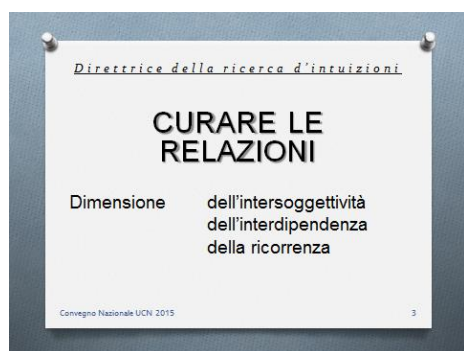 Direttrice della ricerca d'intuizioni
CURARE LE
RELAZIONI
Dimensione dell'intersoggettività
dell'interdipendenza
della ricorrenza
Convegno Nazionale UCN 2015 3